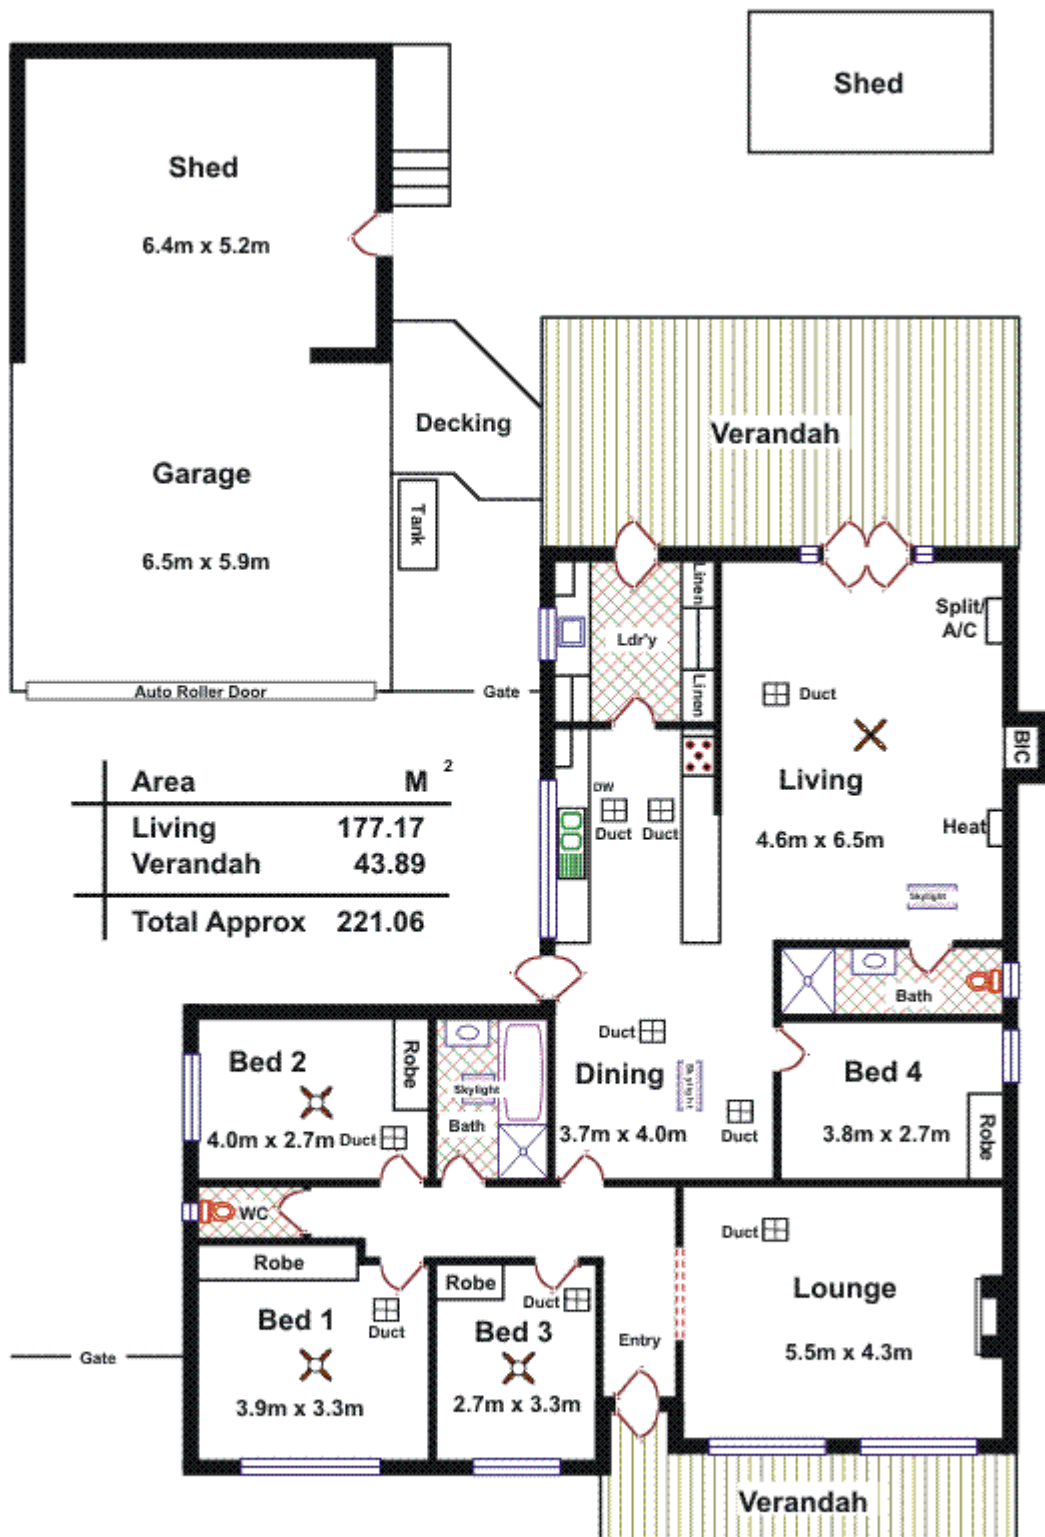 Shed
Shed
6.4m x 5.2m
Decking
Verandah
Garage
6.5m x 5.9m
Tank
Auto Roller Door
Gate
Linen
Ldr'y
Linen
Split/
A/C
Duct
BIC
Living
4.6m x 6.5m
Heat
Skylight
DW
Duct
Duct
Area M 2
Living 177.17
Verandah 43.89
Total Approx 221.06
Bath
Bed 2
4.0m x 2.7m
Robe
Duct
Skylight
Bath
Duct
Dining
3.7m x 4.0m
Skylight
Duct
Bed 4
3.8m x 2.7m
Robe
WC
Robe
Bed 1
Duct
3.9m x 3.3m
Gate
Robe
Duct
Bed 3
2.7m x 3.3m
Entry
Duct
Lounge
5.5m x 4.3m
Verandah